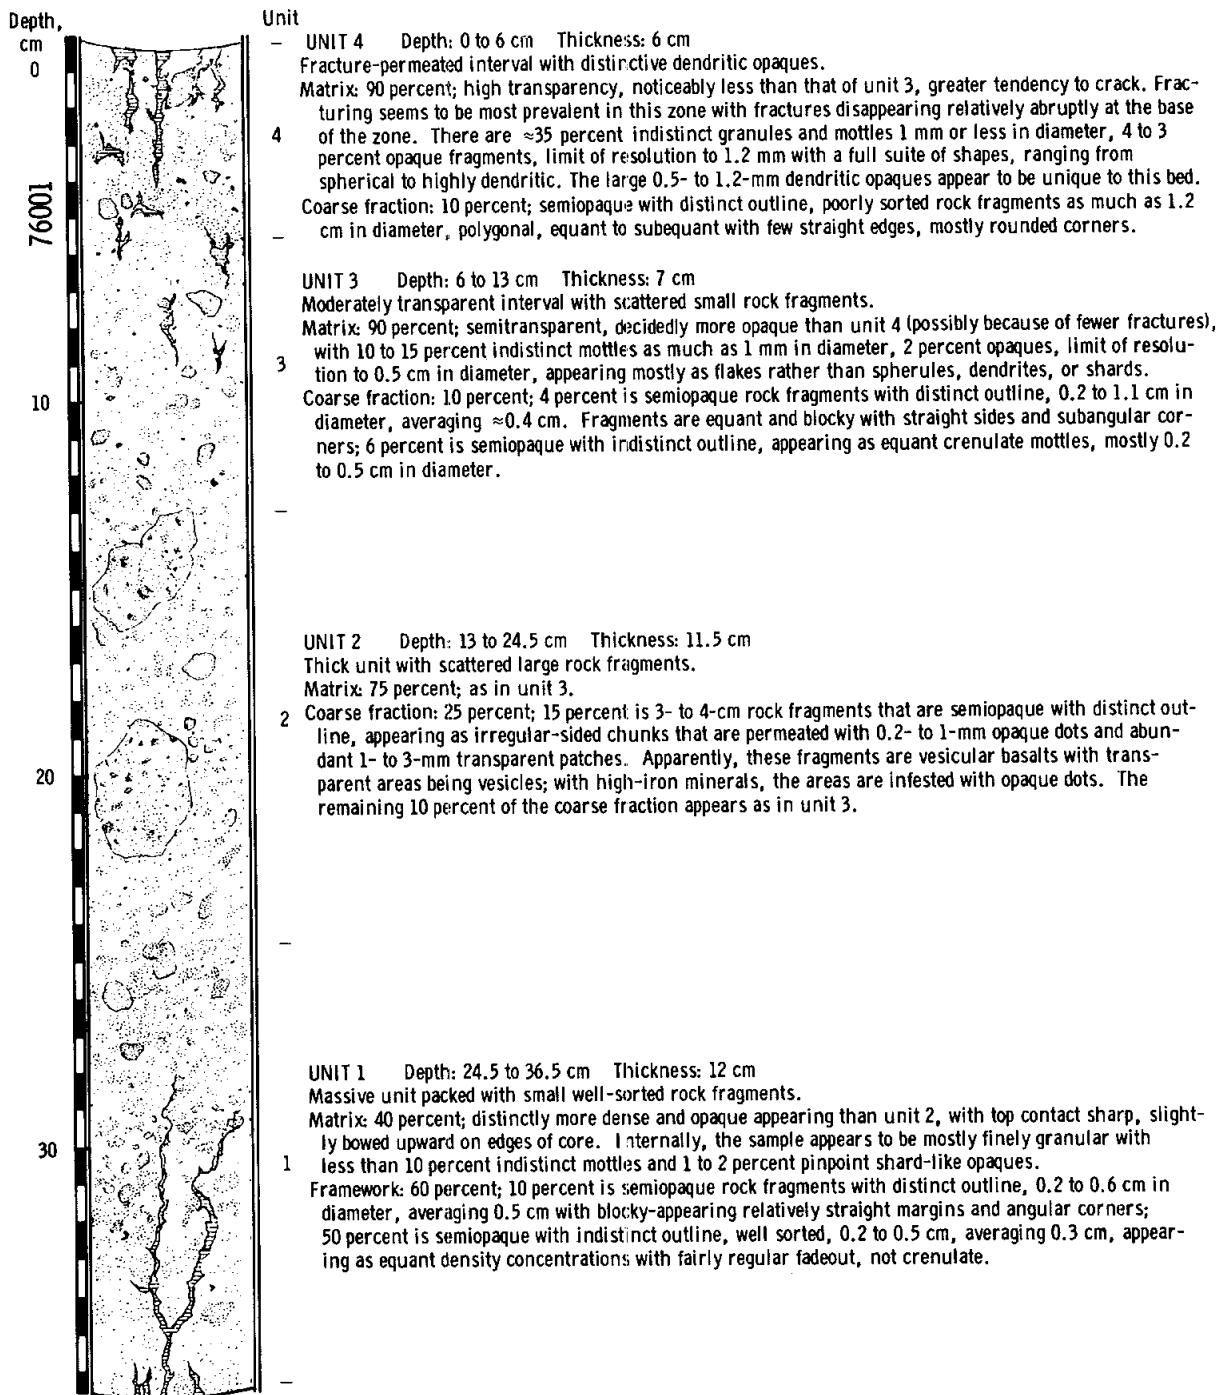 Depth,
cm
0
10
20
30
76001
Unit
4
3
2
1
UNIT 4 Depth: 0 to 6 cm Thickness: 6 cm
Fracture-permeated interval with distinctive dendritic opaques.
Matrix: 90 percent; high transparency, noticeably less than that of unit 3, greater tendency to crack. Frac-
turing seems to be most prevalent in this zone with fractures disappearing relatively abruptly at the base
of the zone. There are ≈35 percent indistinct granules and mottles 1 mm or less in diameter, 4 to 3
percent opaque fragments, limit of resolution to 1.2 mm with a full suite of shapes, ranging from
spherical to highly dendritic. The large 0.5- to 1.2-mm dendritic opaques appear to be unique to this bed.
Coarse fraction: 10 percent; semiopaque with distinct outline, poorly sorted rock fragments as much as 1.2
cm in diameter, polygonal, equant to subequant with few straight edges, mostly rounded corners.
UNIT 3 Depth: 6 to 13 cm Thickness: 7 cm
Moderately transparent interval with scattered small rock fragments.
Matrix: 90 percent; semitransparent, decidedly more opaque than unit 4 (possibly because of fewer fractures),
with 10 to 15 percent indistinct mottles as much as 1 mm in diameter, 2 percent opaques, limit of resolu-
tion to 0.5 cm in diameter, appearing mostly as flakes rather than spherules, dendrites, or shards.
Coarse fraction: 10 percent; 4 percent is semiopaque rock fragments with distinct outline, 0.2 to 1.1 cm in
diameter, averaging ≈0.4 cm. Fragments are equant and blocky with straight sides and subangular cor-
ners; 6 percent is semiopaque with indistinct outline, appearing as equant crenulate mottles, mostly 0.2
to 0.5 cm in diameter.
UNIT 2 Depth: 13 to 24.5 cm Thickness: 11.5 cm
Thick unit with scattered large rock fragments.
Matrix: 75 percent; as in unit 3.
Coarse fraction: 25 percent; 15 percent is 3- to 4-cm rock fragments that are semiopaque with distinct out-
line, appearing as irregular-sided chunks that are permeated with 0.2- to 1-mm opaque dots and abun-
dant 1- to 3-mm transparent patches. Apparently, these fragments are vesicular basalts with trans-
parent areas being vesicles; with high-iron minerals, the areas are infested with opaque dots. The
remaining 10 percent of the coarse fraction appears as in unit 3.
UNIT 1 Depth: 24.5 to 36.5 cm Thickness: 12 cm
Massive unit packed with small well-sorted rock fragments.
Matrix: 40 percent; distinctly more dense and opaque appearing than unit 2, with top contact sharp, slight-
ly bowed upward on edges of core. Internally, the sample appears to be mostly finely granular with
less than 10 percent indistinct mottles and 1 to 2 percent pinpoint shard-like opaques.
Framework: 60 percent; 10 percent is semiopaque rock fragments with distinct outline, 0.2 to 0.6 cm in
diameter, averaging 0.5 cm with blocky-appearing relatively straight margins and angular corners;
50 percent is semiopaque with indistinct outline, well sorted, 0.2 to 0.5 cm, averaging 0.3 cm, appear-
ing as equant density concentrations with fairly regular fadeout, not crenulate.